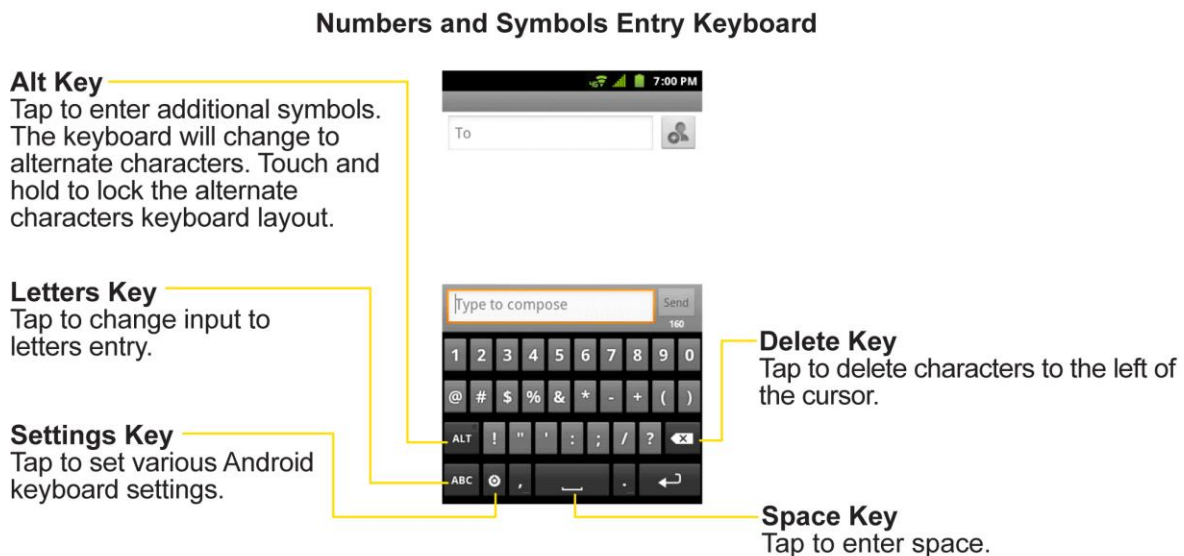 Numbers and Symbols Entry Keyboard
Alt Key
Tap to enter additional symbols.
The keyboard will change to
alternate characters. Touch and
hold to lock the alternate
characters keyboard layout.
Letters Key
Tap to change input to
letters entry.
Settings Key
Tap to set various Android
keyboard settings.
7:00 PM
To
Type to compose
Send
160
1 2 3 4 5 6 7 8 9 0
@ # $ % & * - + ( )
ALT ! " ' : ; / ?
ABC , .
Delete Key
Tap to delete characters to the left of
the cursor.
Space Key
Tap to enter space.